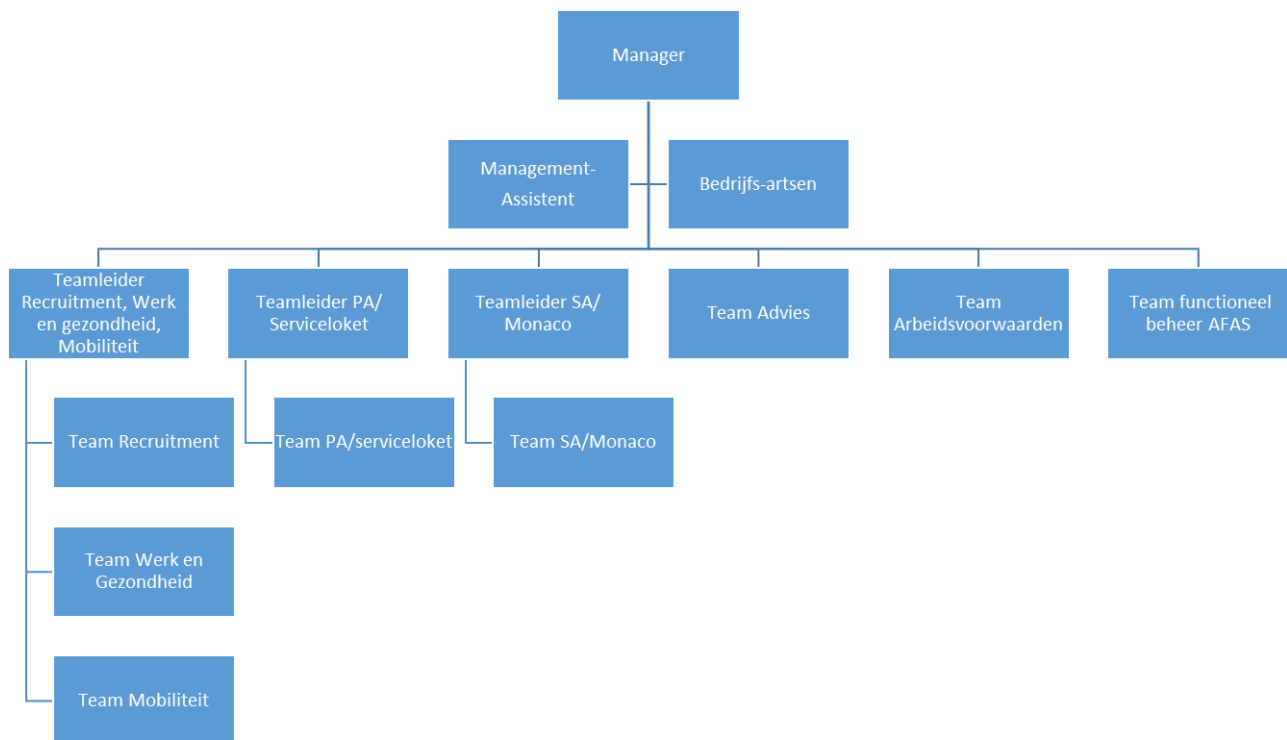 Manager
Management-
Assistent
Bedrijfs-artsen
Teamleider
Recruitment, Werk
en gezondheid,
Mobiliteit
Teamleider PA/
Serviceloket
Teamleider SA/
Monaco
Team Advies
Team
Arbeidsvoorwaarden
Team functioneel
beheer AFAS
Team Recruitment
Team PA/serviceloket
Team SA/Monaco
Team Werk en
Gezondheid
Team Mobiliteit